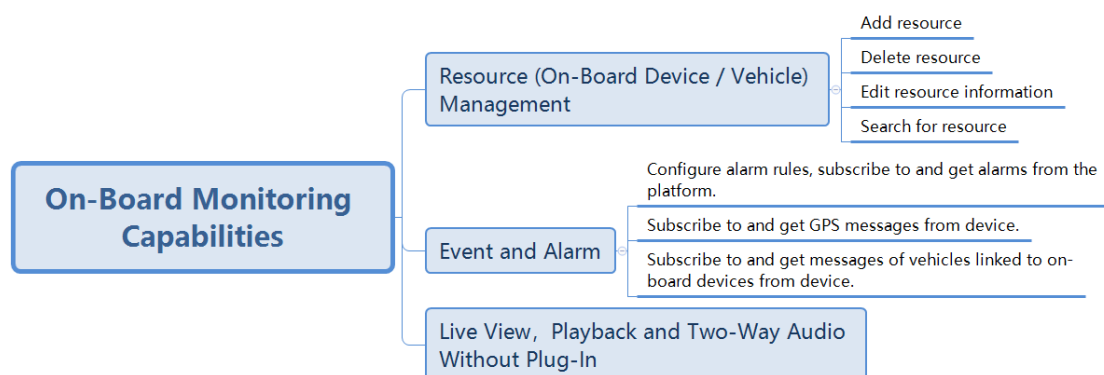 On-Board Monitoring
Capabilities
Resource (On-Board Device / Vehicle)
Management
Add resource
Delete resource
Edit resource information
Search for resource
Event and Alarm
Configure alarm rules, subscribe to and get alarms from the
platform.
Subscribe to and get GPS messages from device.
Subscribe to and get messages of vehicles linked to on-
board devices from device.
Live View, Playback and Two-Way Audio
Without Plug-In